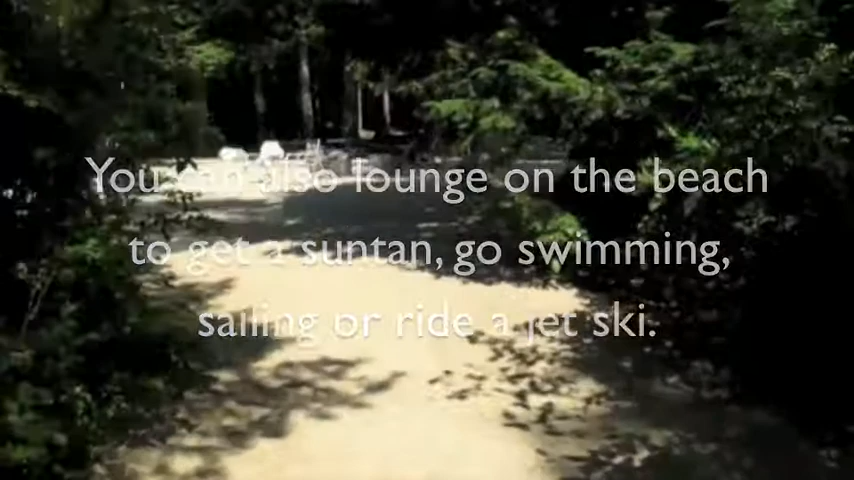 You can also lounge on the beach
to get a suntan, go swimming,
sailing or ride a jet ski.